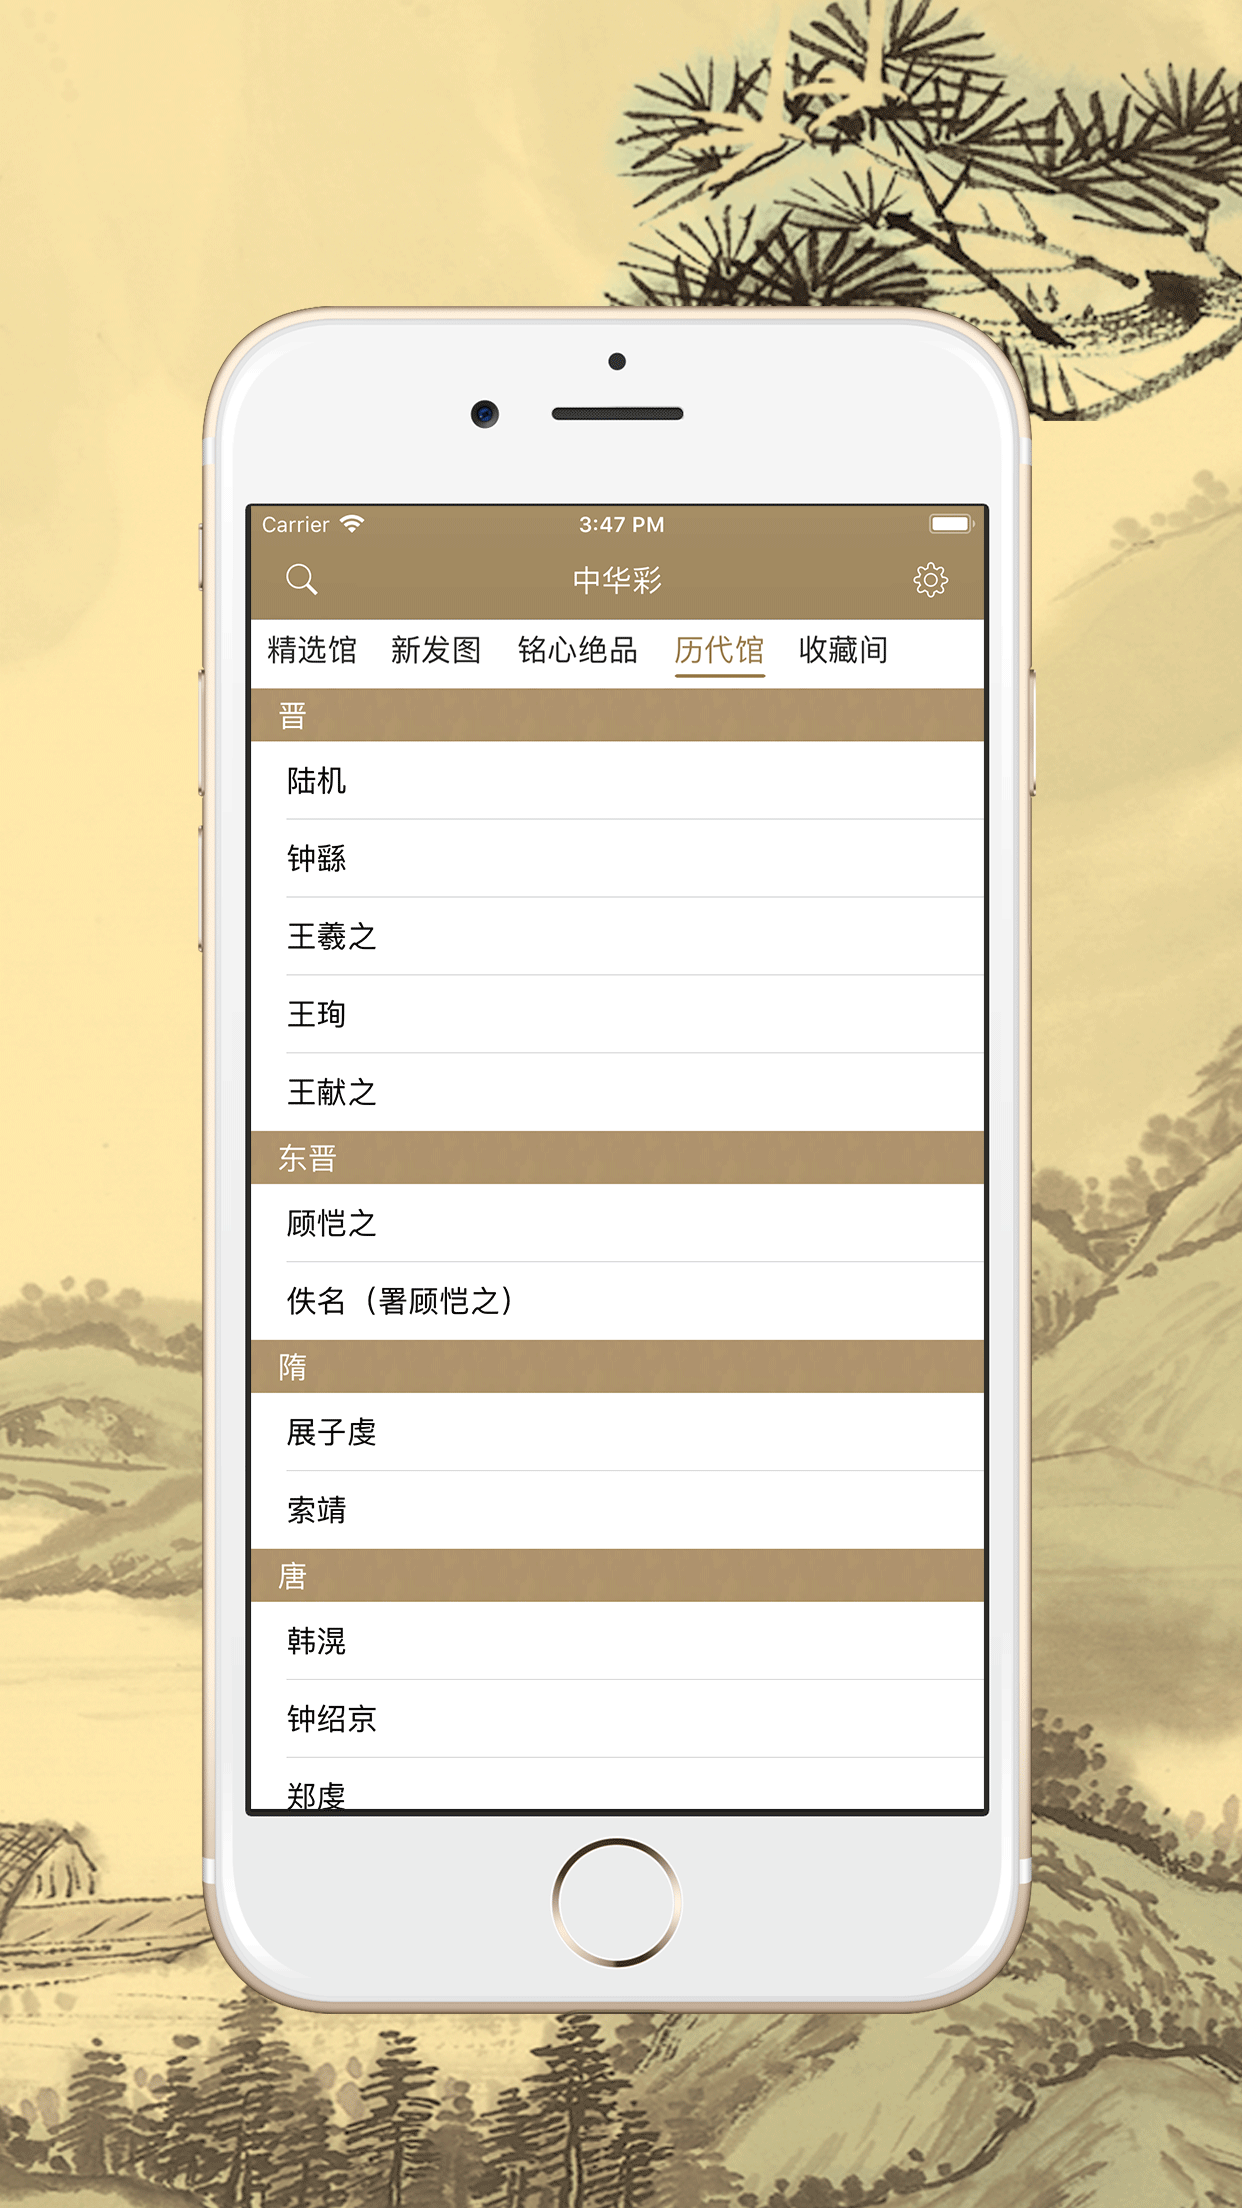 Carrier 3:47 PM
中华彩
精选馆 新发图 铭心绝品 历代馆 收藏间
晋
陆机
钟繇
王羲之
王珣
王献之
东晋
顾恺之
佚名（署顾恺之）
隋
展子虔
索靖
唐
韩滉
钟绍京
郑虔